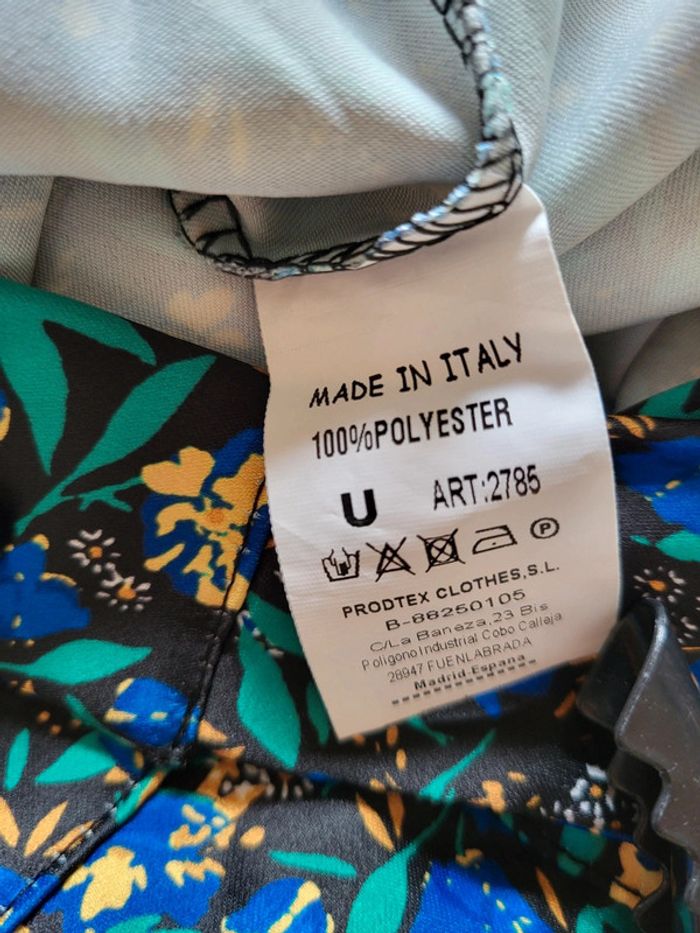 MADE IN ITALY
100%POLYESTER
U ART:2785
P
PRODTEX CLOTHES,S.L.
B-88250105
C/La Baneza,23 Bis
Poligono Industrial Cobo Calleja
28947 FUENLABRADA
Madrid-Espana